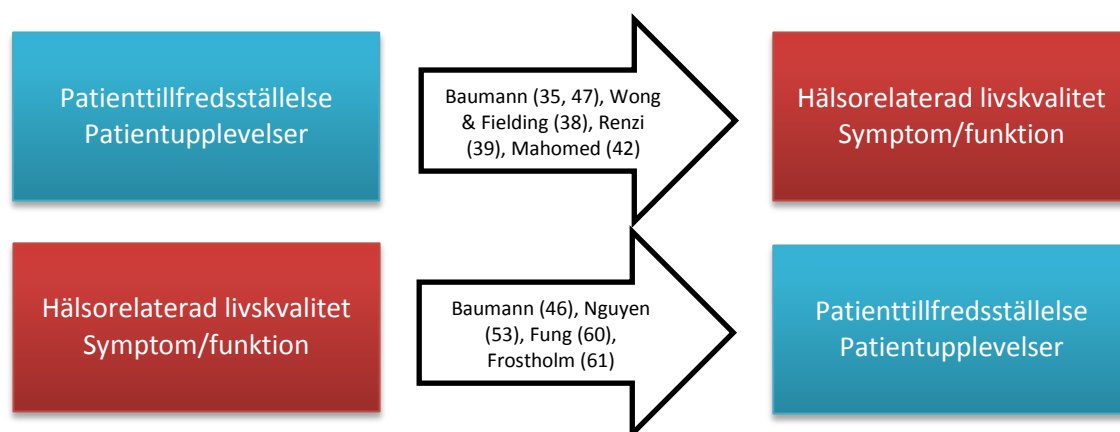 Patienttillfredsställelse
Patientupplevelser
Baumann (35, 47), Wong
& Fielding (38), Renzi
(39), Mahomed (42)
Hälsorelaterad livskvalitet
Symptom/funktion
Hälsorelaterad livskvalitet
Symptom/funktion
Baumann (46), Nguyen
(53), Fung (60),
Frostholm (61)
Patienttillfredsställelse
Patientupplevelser